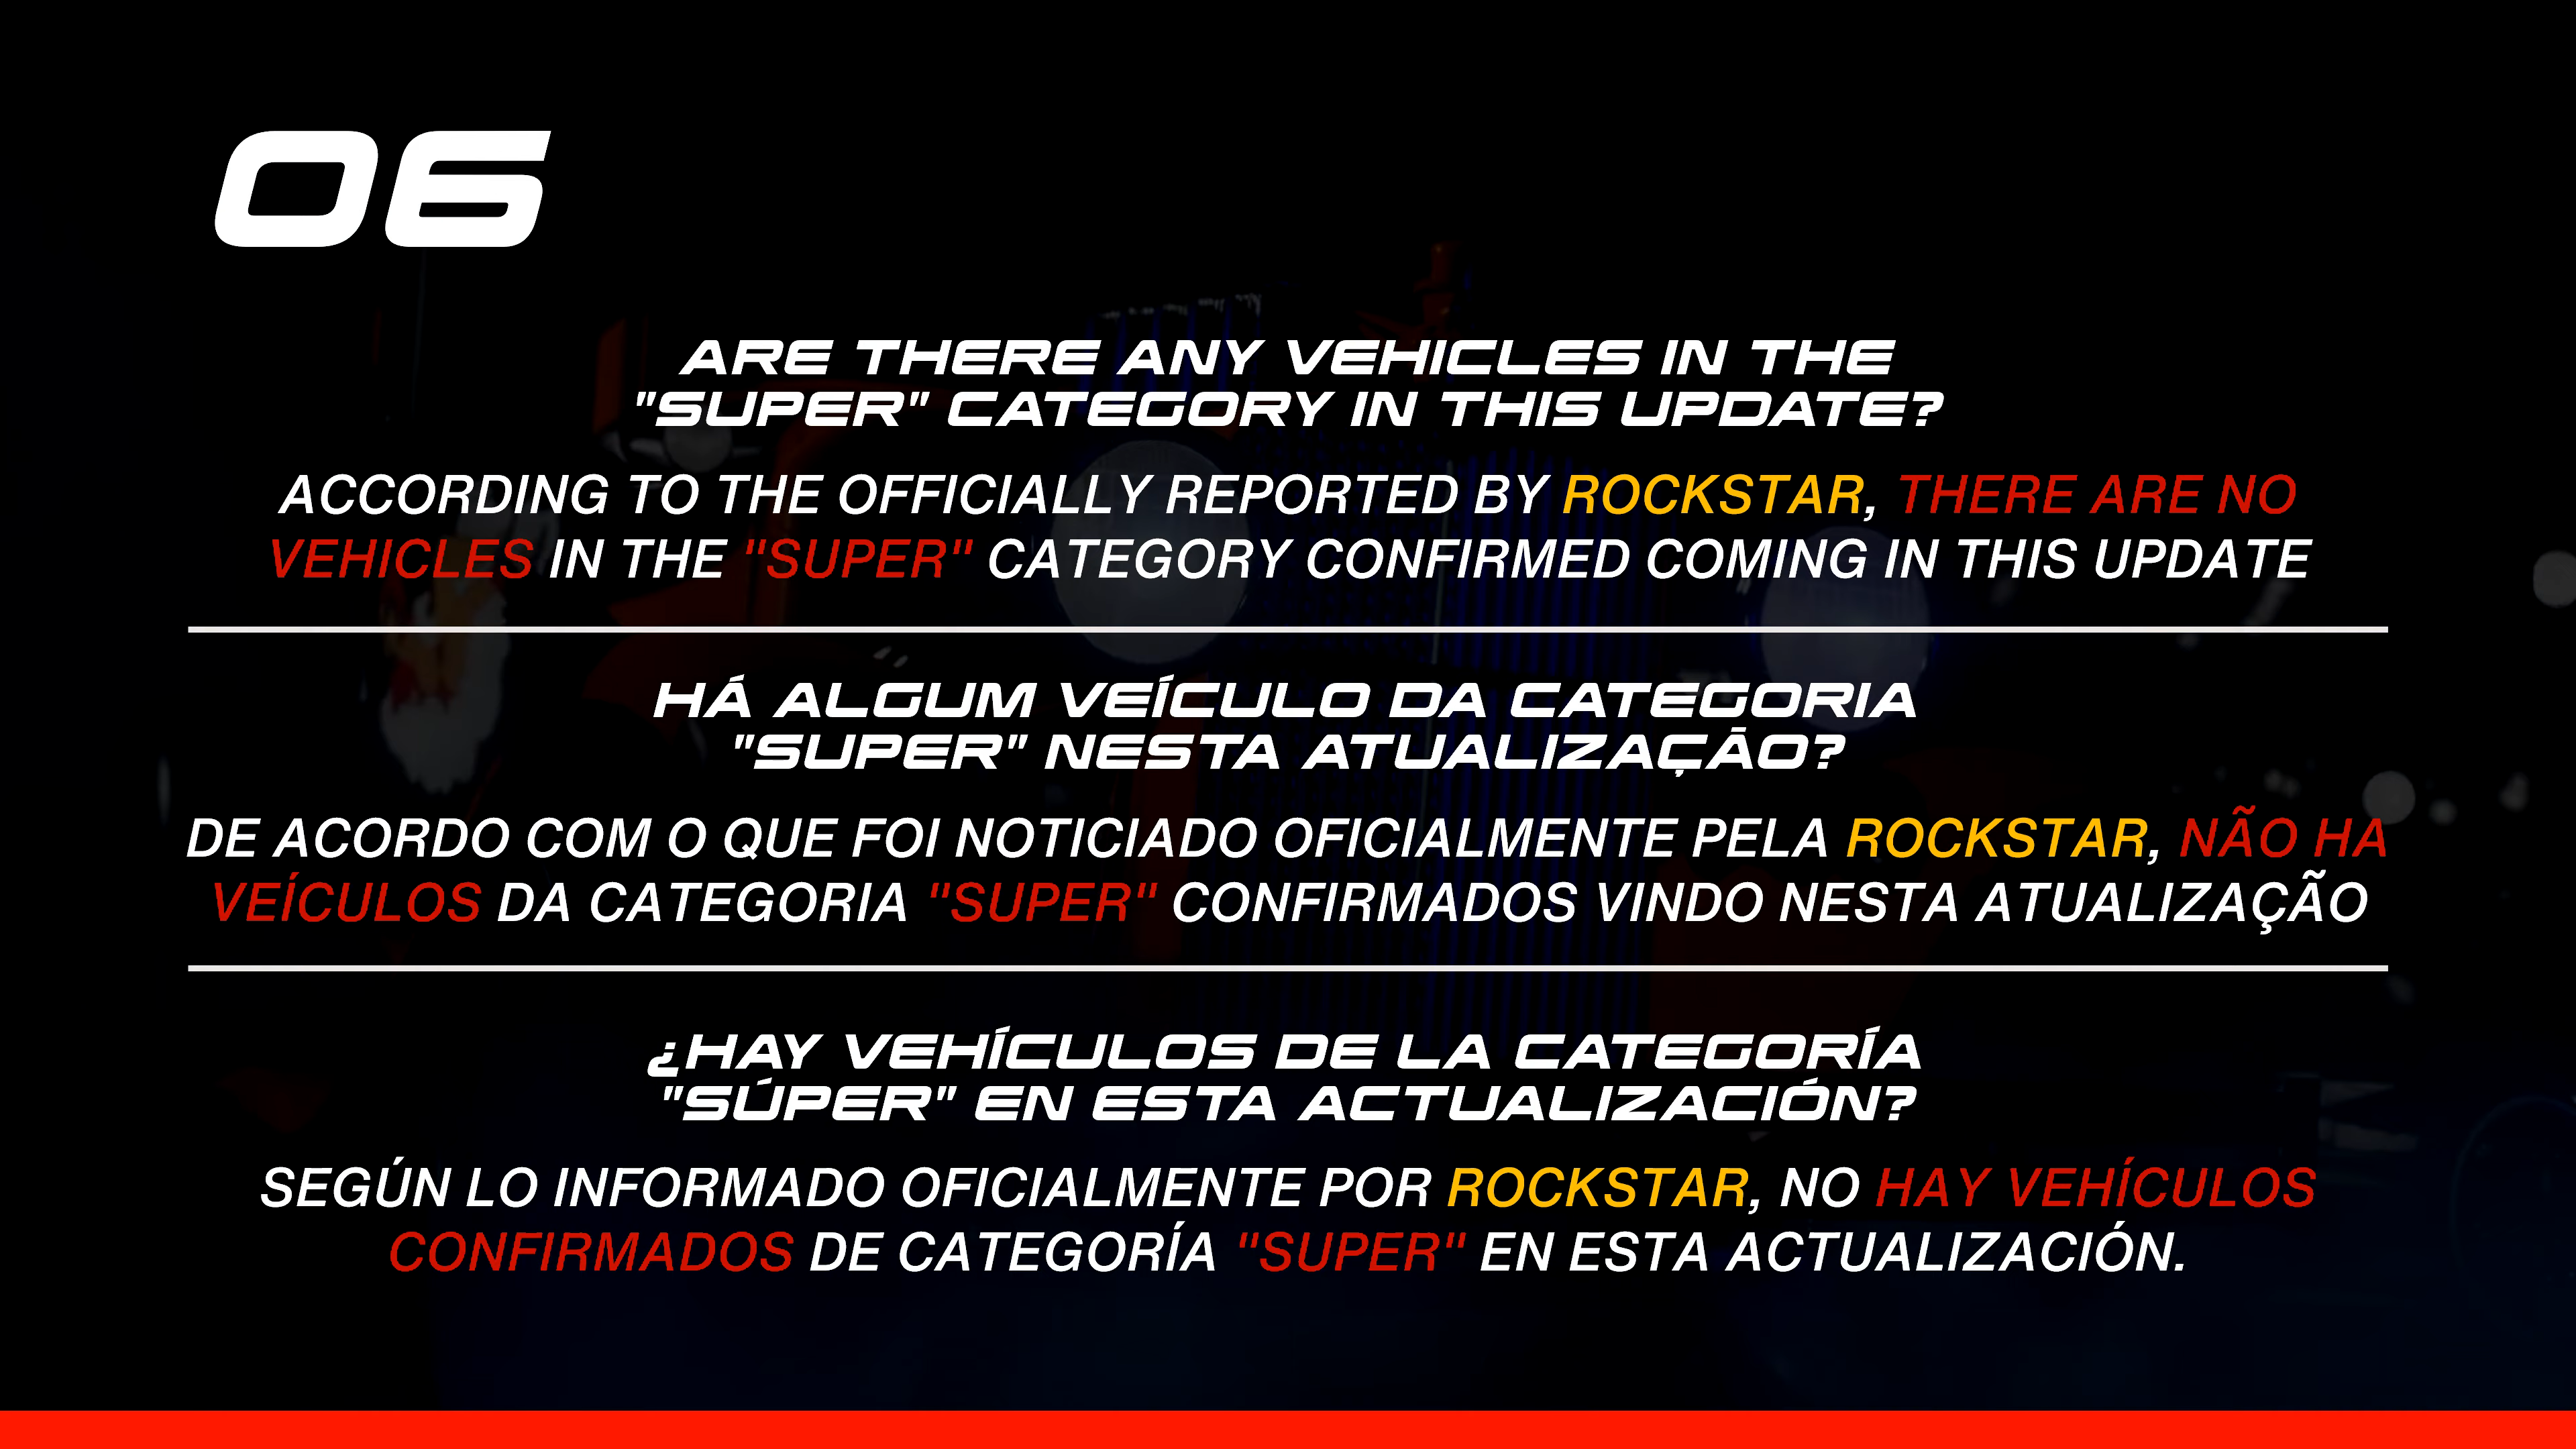 06
ARE THERE ANY VEHICLES IN THE
"SUPER" CATEGORY IN THIS UPDATE?
ACCORDING TO THE OFFICIALLY REPORTED BY ROCKSTAR, THERE ARE NO
VEHICLES IN THE "SUPER" CATEGORY CONFIRMED COMING IN THIS UPDATE
HÁ ALGUM VEÍCULO DA CATEGORIA
"SUPER" NESTA ATUALIZAÇÃO?
DE ACORDO COM O QUE FOI NOTICIADO OFICIALMENTE PELA ROCKSTAR, NÃO HA
VEÍCULOS DA CATEGORIA "SUPER" CONFIRMADOS VINDO NESTA ATUALIZAÇÃO
¿HAY VEHÍCULOS DE LA CATEGORÍA
"SÚPER" EN ESTA ACTUALIZACIÓN?
SEGÚN LO INFORMADO OFICIALMENTE POR ROCKSTAR, NO HAY VEHÍCULOS
CONFIRMADOS DE CATEGORÍA "SUPER" EN ESTA ACTUALIZACIÓN.